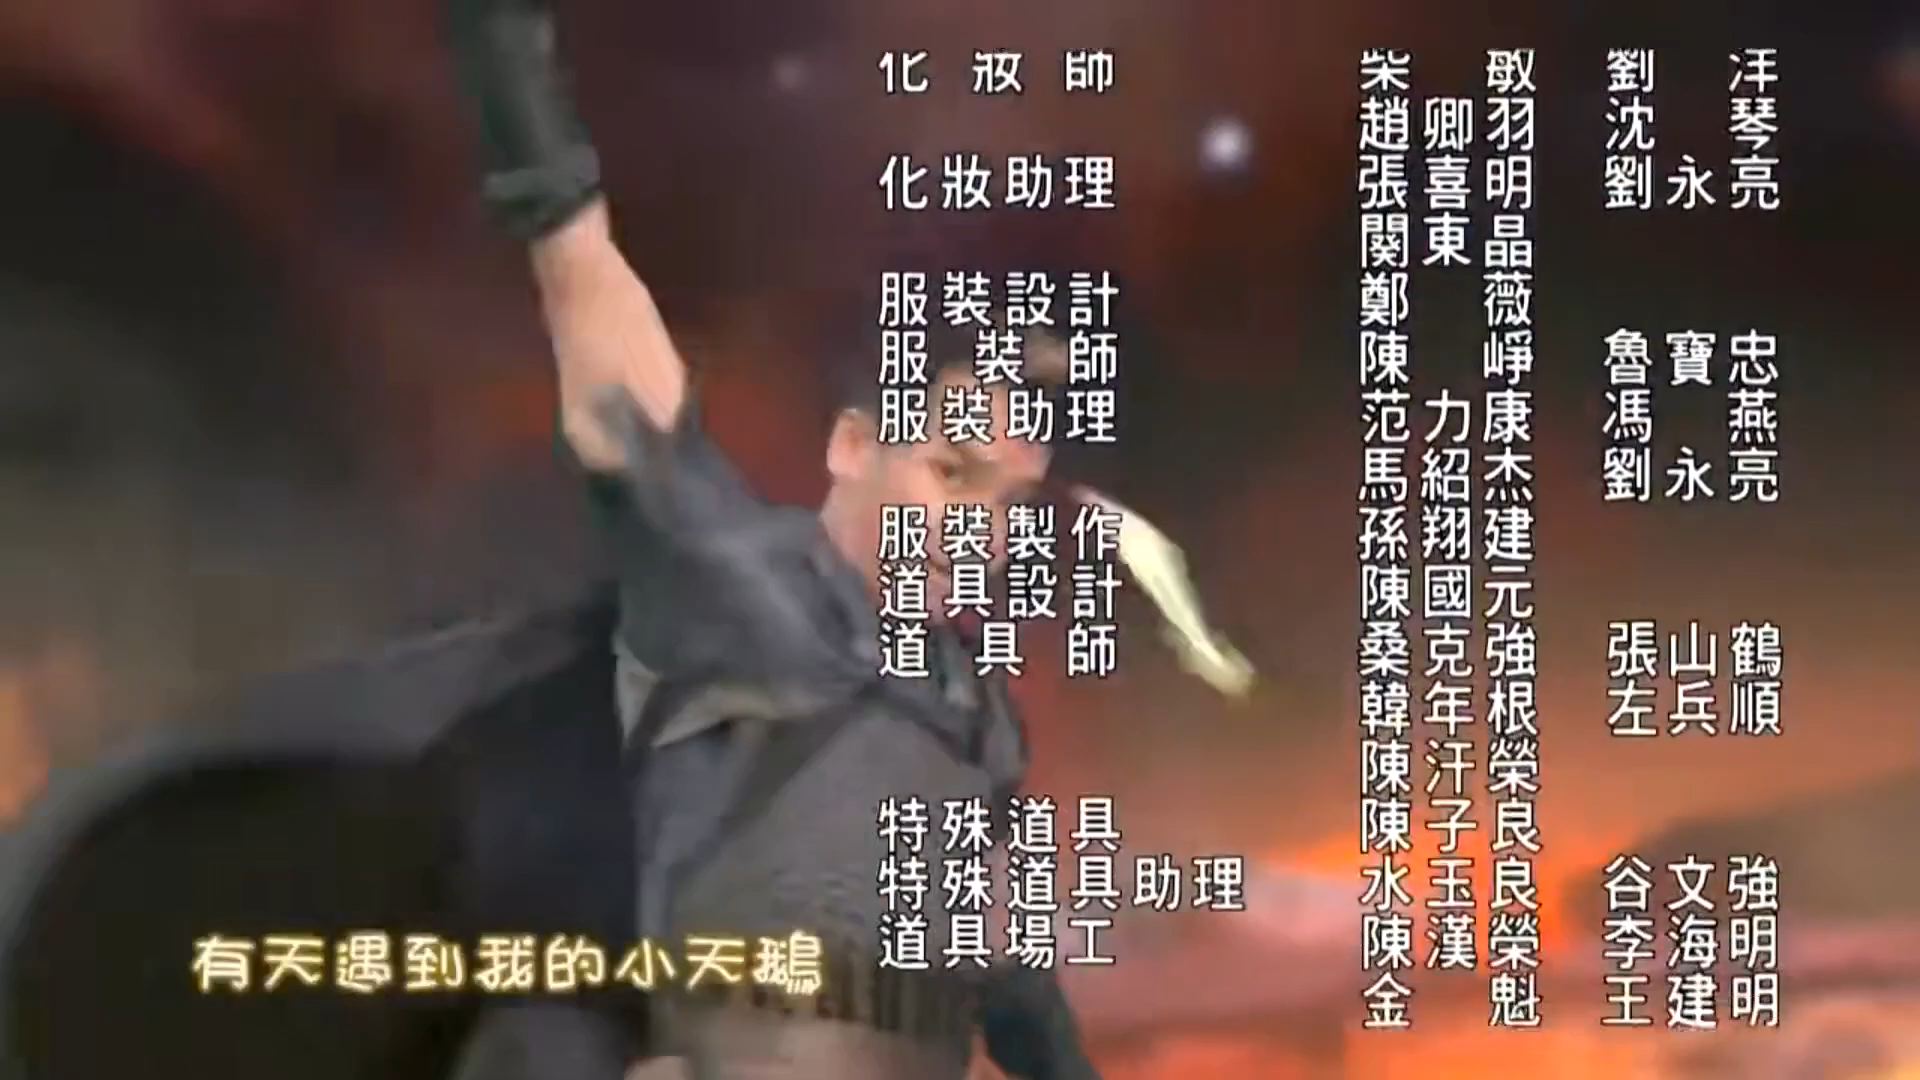 化妝師 柴敏 劉洋
趙卿羽 沈琴
化妝助理 張喜明 劉永亮
闋東晶
服裝設計 鄭薇
服裝師 陳崢 魯寶忠
服裝助理 范力康 馮燕
馬紹杰 劉永亮
服裝製作 孫翔建
道具設計 陳國元
道具師 桑克強 張山鶴
韓年根 左兵順
陳汗榮
特殊道具 陳子良
特殊道具助理 水玉良 谷文強
道具場工 陳漢榮 李海明
金魁 王建明
有天遇到我的小天鵝